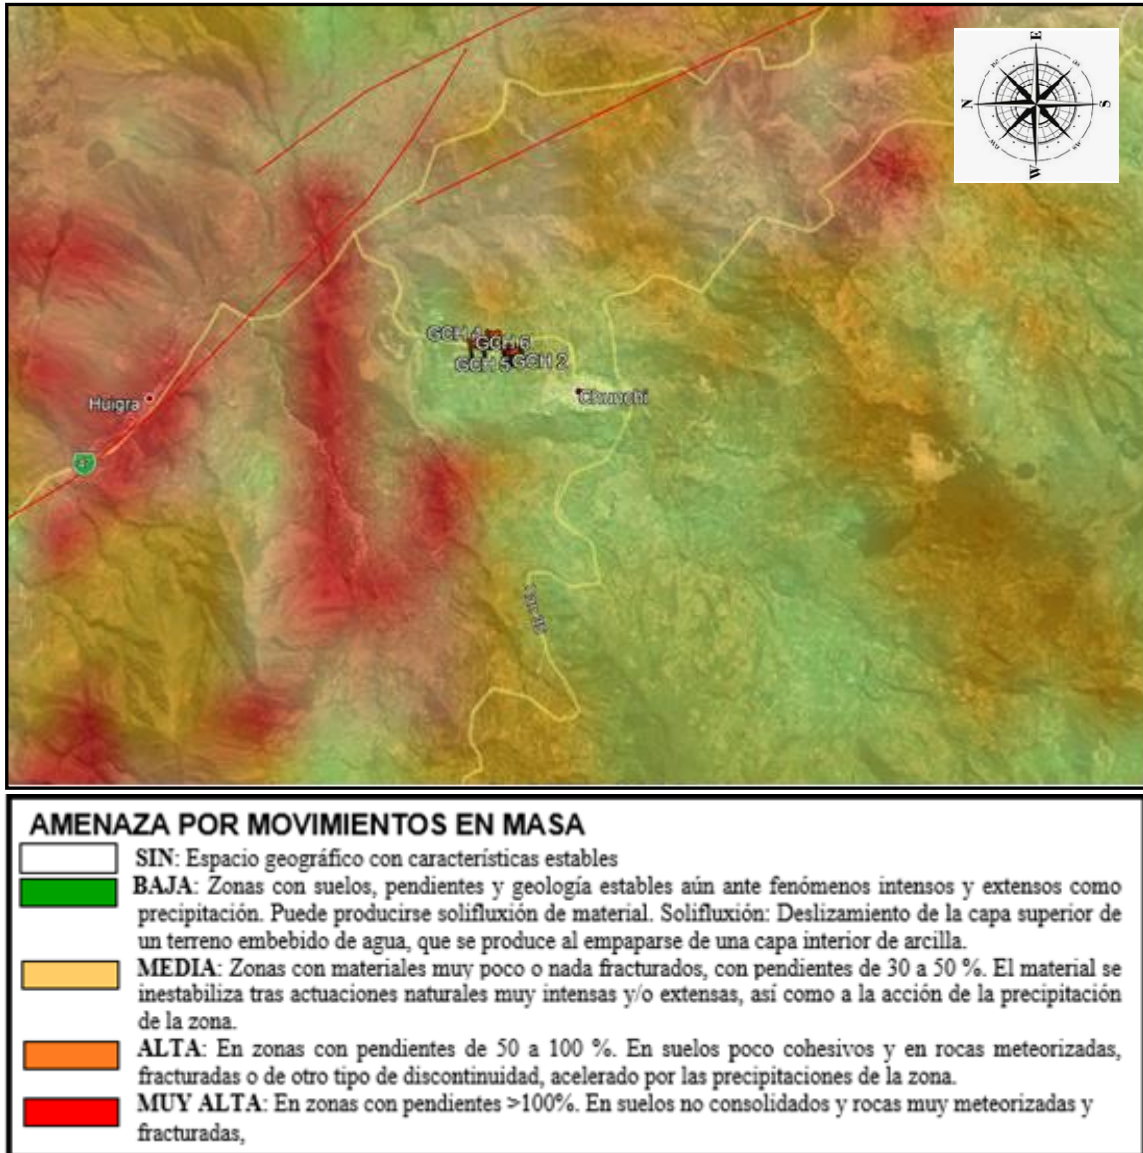 E
N
S
W
GCH 4
GCH 6
GCH 5
GCH 2
Chunchi
Huigra
47
AMENAZA POR MOVIMIENTOS EN MASA
SIN: Espacio geográfico con características estables
BAJA: Zonas con suelos, pendientes y geología estables aún ante fenómenos intensos y extensos como
precipitación. Puede producirse solifluxión de material. Solifluxión: Deslizamiento de la capa superior de
un terreno embebido de agua, que se produce al empaparse de una capa interior de arcilla.
MEDIA: Zonas con materiales muy poco o nada fracturados, con pendientes de 30 a 50 %. El material se
inestabiliza tras actuaciones naturales muy intensas y/o extensas, así como a la acción de la precipitación
de la zona.
ALTA: En zonas con pendientes de 50 a 100 %. En suelos poco cohesivos y en rocas meteorizadas,
fracturadas o de otro tipo de discontinuidad, acelerado por las precipitaciones de la zona.
MUY ALTA: En zonas con pendientes >100%. En suelos no consolidados y rocas muy meteorizadas y
fracturadas,